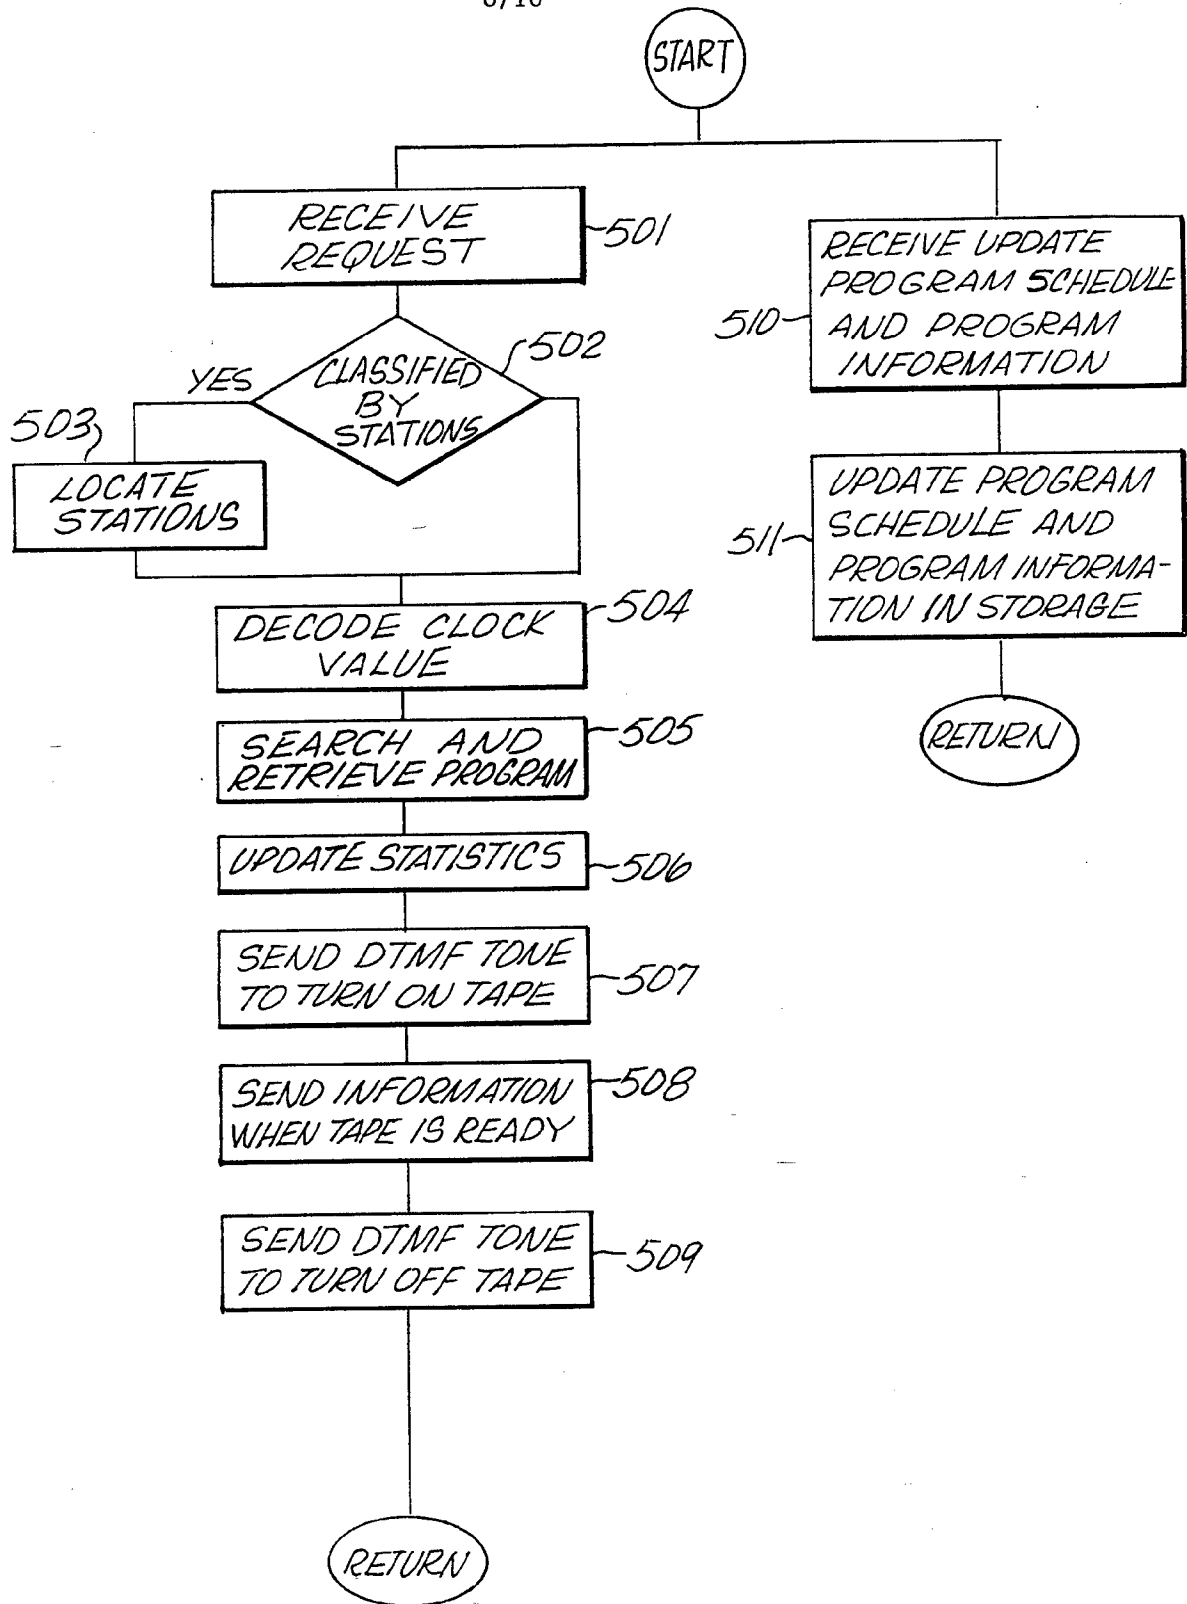 START
RECEIVE
REQUEST
501
CLASSIFIED
BY
STATIONS
502
YES
503
LOCATE
STATIONS
DECODE CLOCK
VALUE
504
SEARCH AND
RETRIEVE PROGRAM
505
UPDATE STATISTICS
506
SEND DTMF TONE
TO TURN ON TAPE
507
SEND INFORMATION
WHEN TAPE IS READY
508
SEND DTMF TONE
TO TURN OFF TAPE
509
RETURN
RECEIVE UPDATE
PROGRAM SCHEDULE
AND PROGRAM
INFORMATION
510
UPDATE PROGRAM
SCHEDULE AND
PROGRAM INFORMA-
TION IN STORAGE
511
RETURN